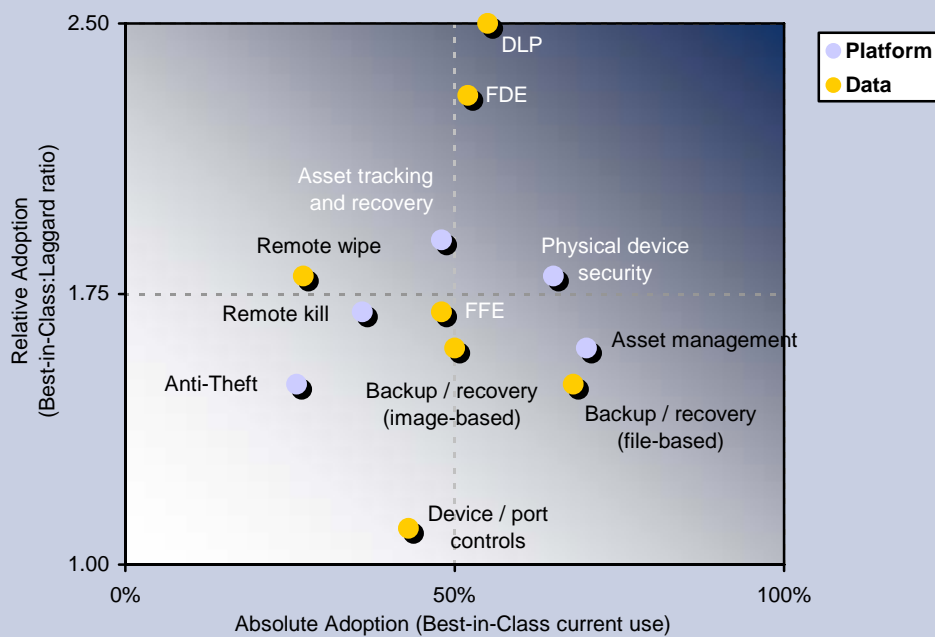 2.50
DLP
Platform
Data
FDE
Asset tracking
and recovery
Remote wipe
Physical device
security
Relative Adoption
(Best-in-Class:Laggard ratio)
1.75
Remote kill
FFE
Asset management
Anti-Theft
Backup / recovery
(image-based)
Backup / recovery
(file-based)
Device / port
controls
1.00
0%
50%
100%
Absolute Adoption (Best-in-Class current use)